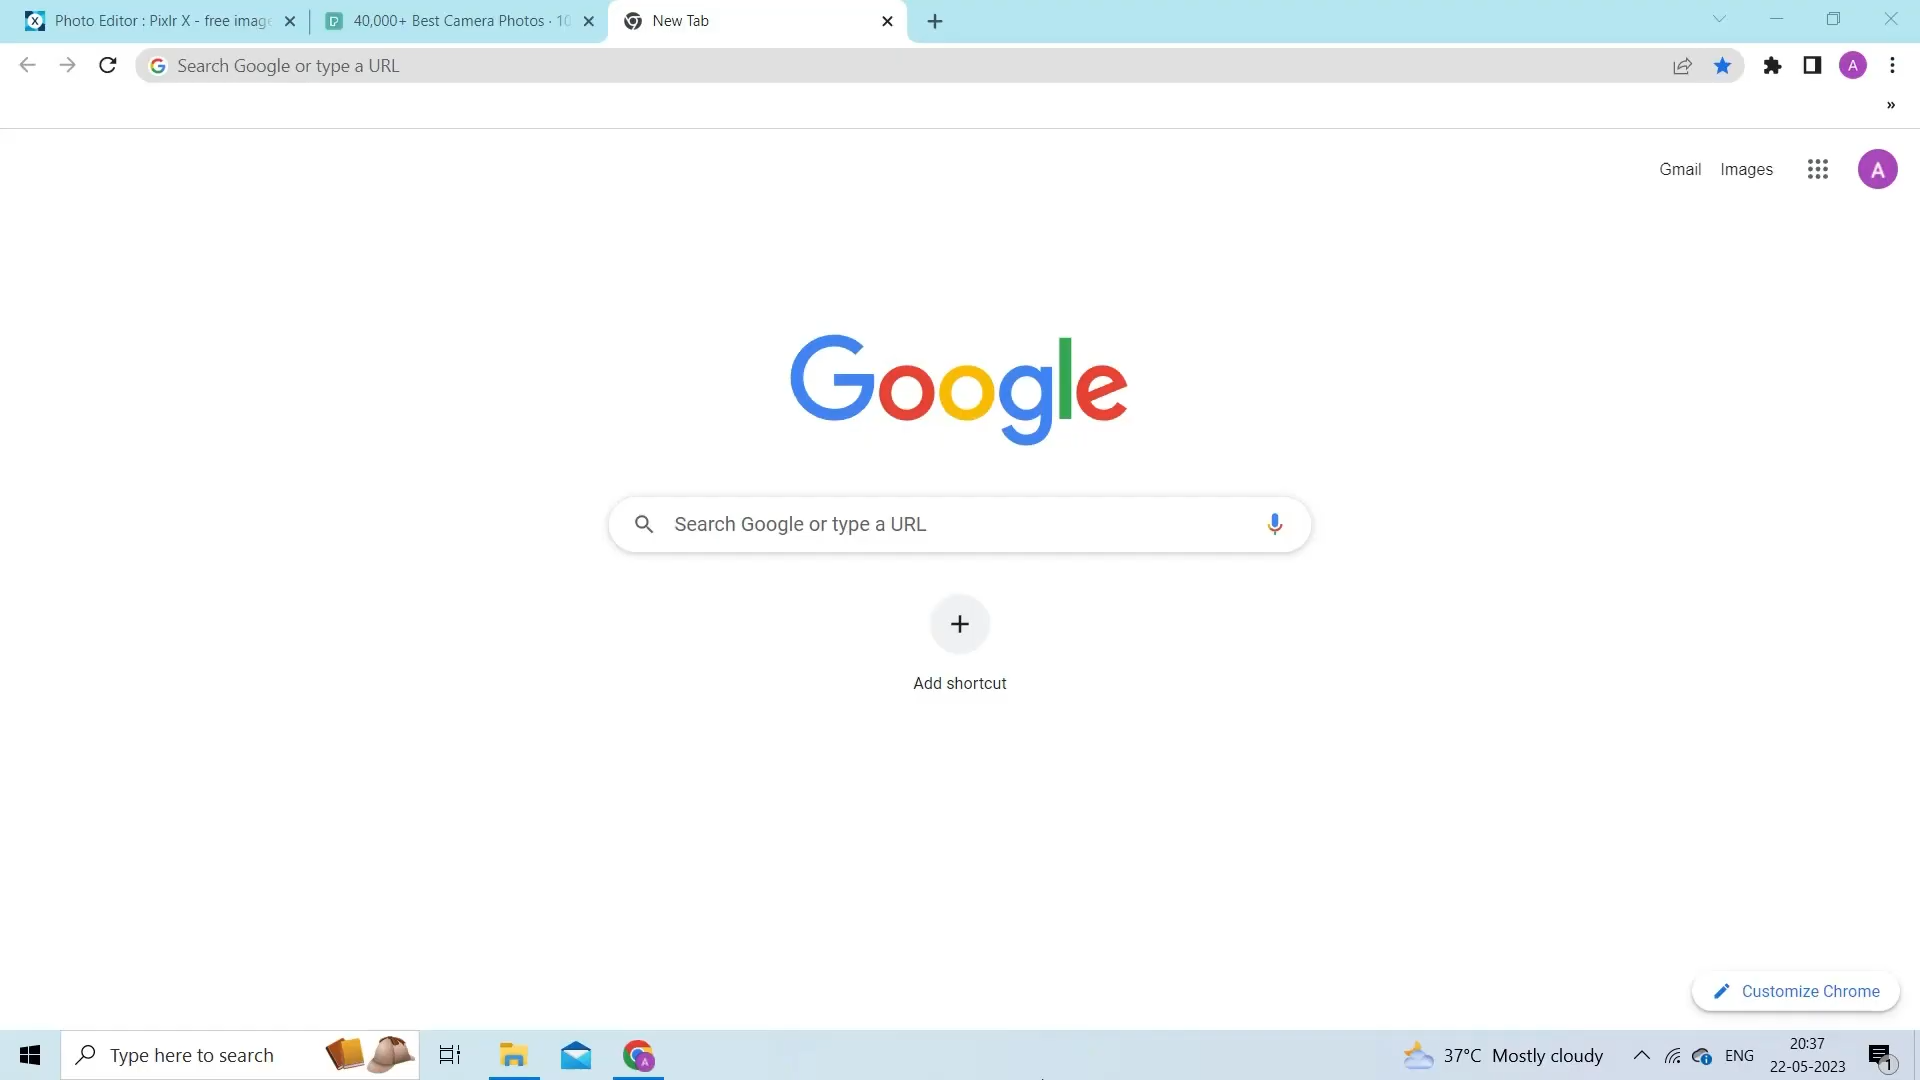 Photo Editor : Pixlr X - free image
40,000+ Best Camera Photos · 10
New Tab
Search Google or type a URL
A
»
Gmail
Images
A
Google
Search Google or type a URL
Add shortcut
Customize Chrome
Type here to search
A
37°C Mostly cloudy
ENG
20:37
22-05-2023
1